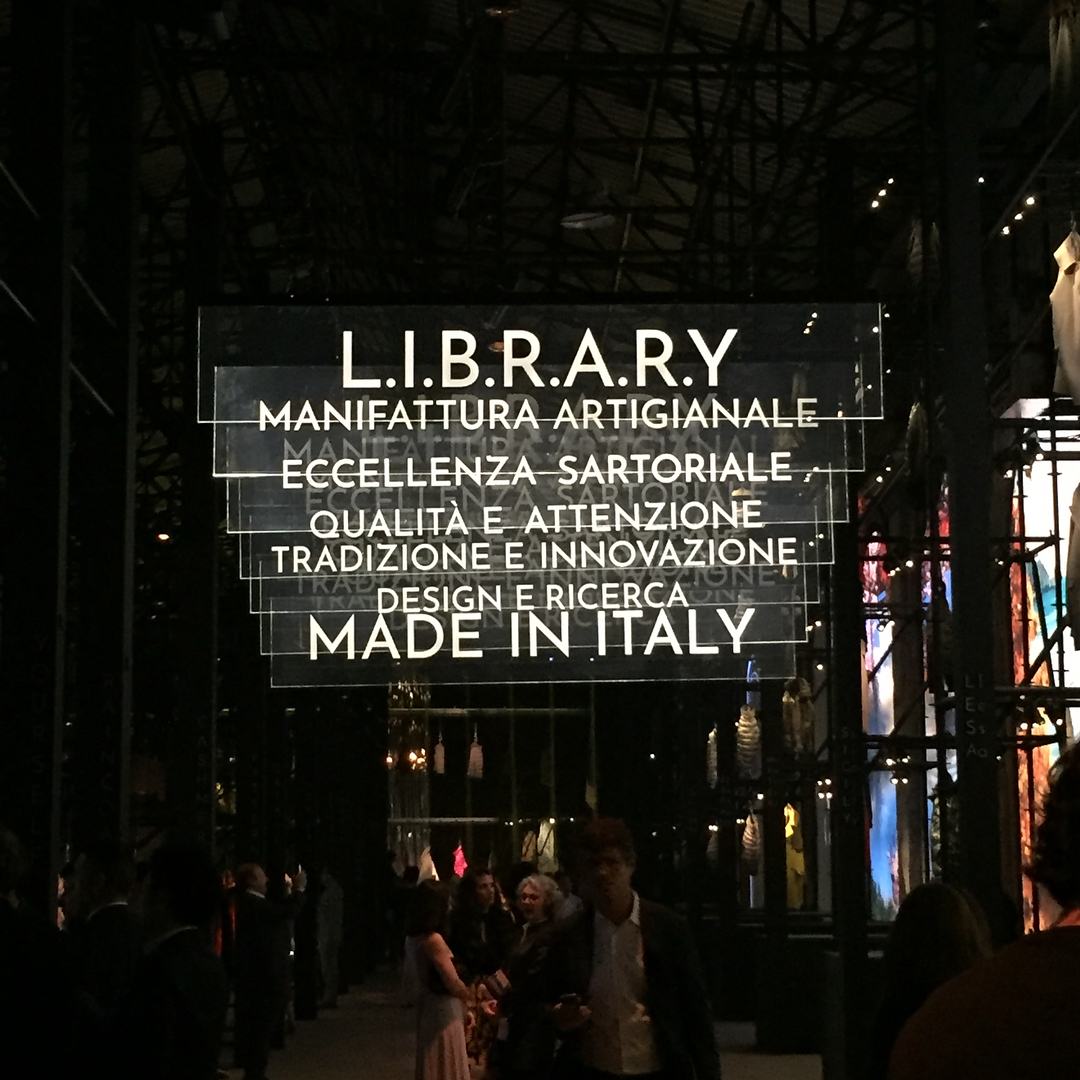 L.I.B.R.A.R.Y
MANIFATTURA ARTIGIANALE
ECCELLENZA SARTORIALE
QUALITÀ E ATTENZIONE
TRADIZIONE E INNOVAZIONE
DESIGN E RICERCA
MADE IN ITALY